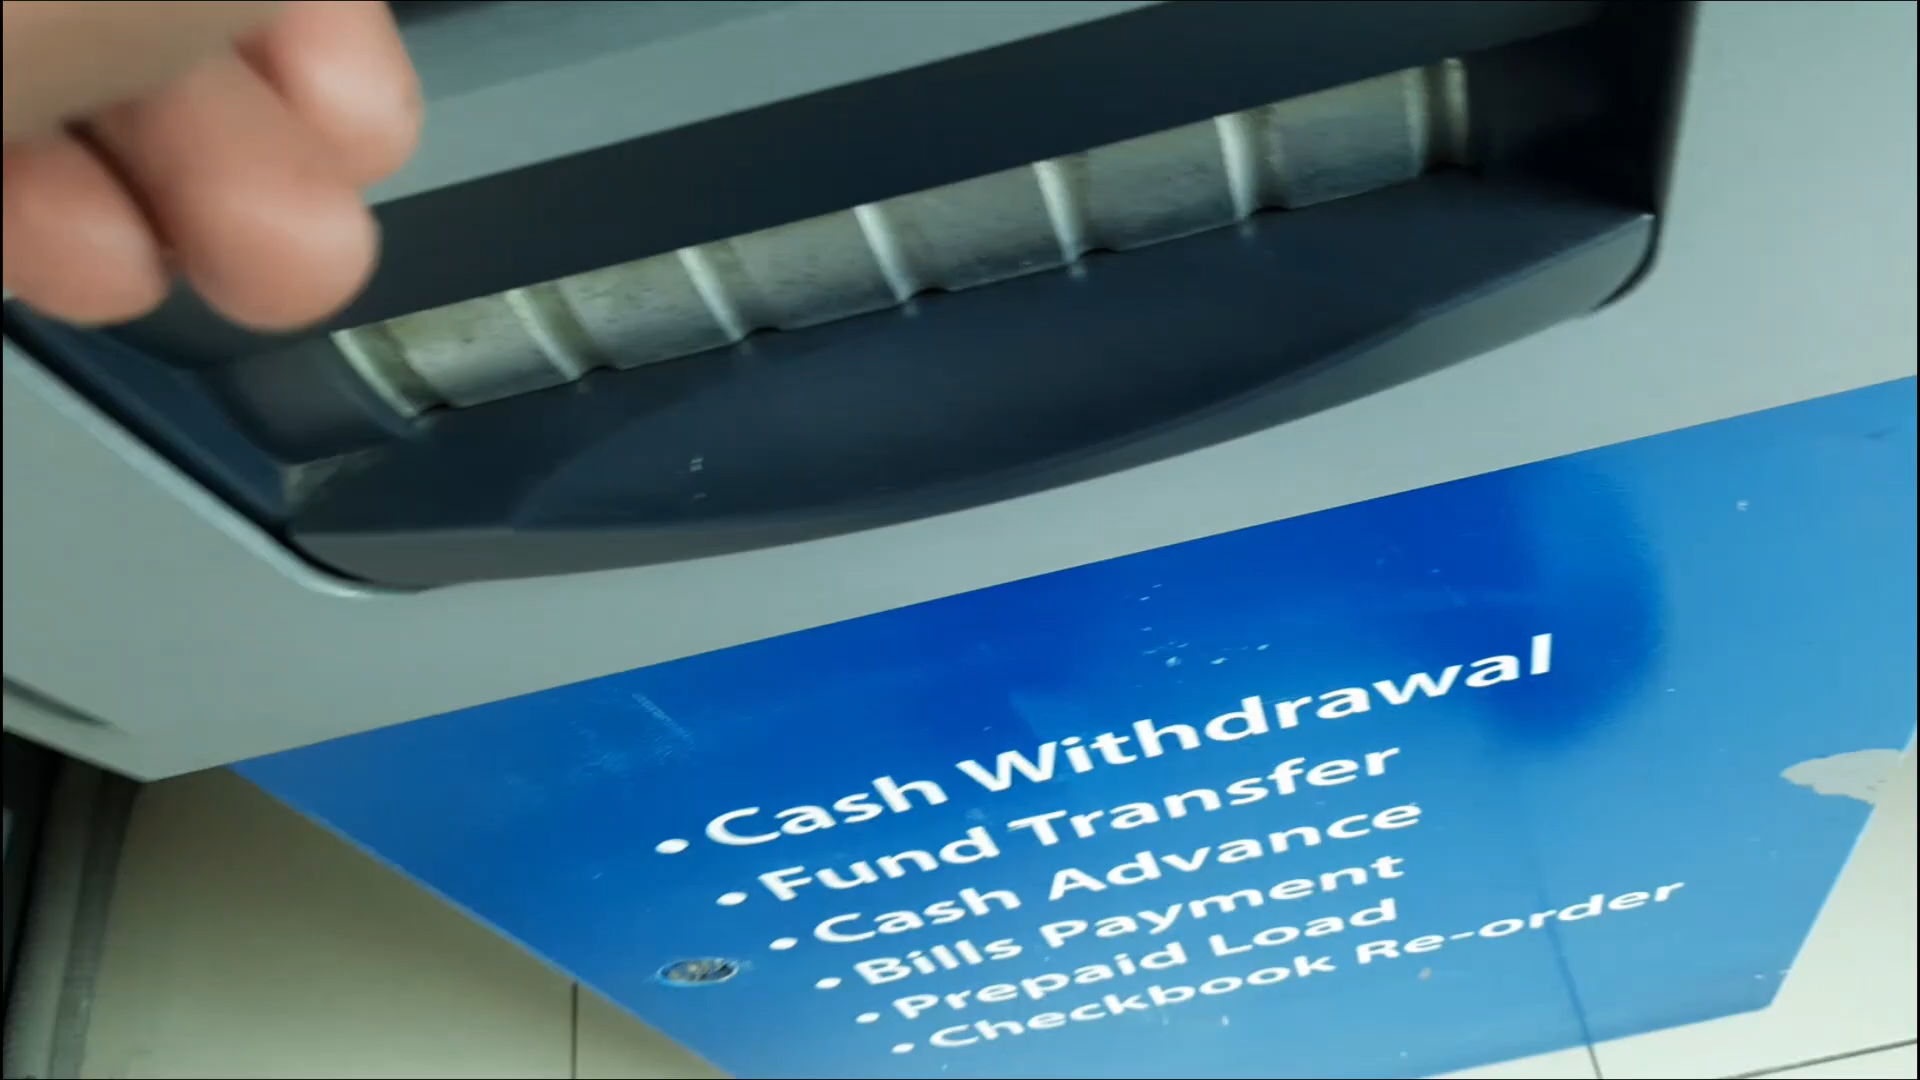 • Cash Withdrawal
• Fund Transfer
• Cash Advance
• Bills Payment
• Prepaid Load
• Checkbook Re-order